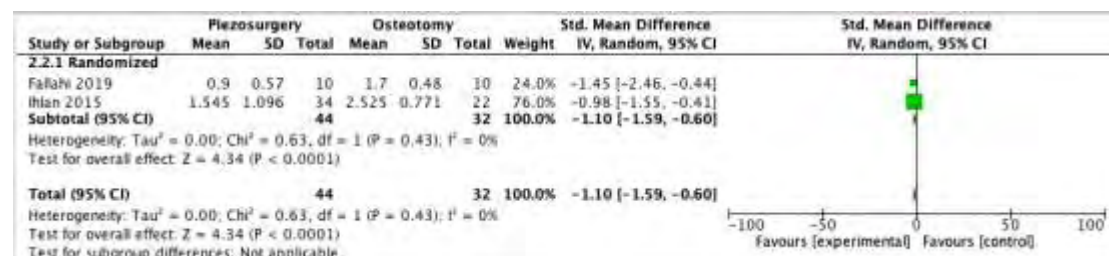 Piezosurgery Osteotomy Std. Mean Difference Std. Mean Difference
Study or Subgroup Mean SD Total Mean SD Total Weight IV, Random, 95% CI IV, Random, 95% CI
2.2.1 Randomized
Fallahi 2019 0.9 0.57 10 1.7 0.48 10 24.0% -1.45 [-2.46, -0.44]
Ihlan 2015 1.545 1.096 34 2.525 0.771 22 76.0% -0.98 [-1.55, -0.41]
Subtotal (95% CI) 44 32 100.0% -1.10 [-1.59, -0.60]
Heterogeneity: Tau² = 0.00; Chi² = 0.63, df = 1 (P = 0.43); I² = 0%
Test for overall effect: Z = 4.34 (P < 0.0001)
Total (95% CI) 44 32 100.0% -1.10 [-1.59, -0.60]
Heterogeneity: Tau² = 0.00; Chi² = 0.63, df = 1 (P = 0.43); I² = 0%
Test for overall effect: Z = 4.34 (P < 0.0001)
Test for subgroup differences: Not applicable
-100 -50 0 50 100
Favours [experimental] Favours [control]